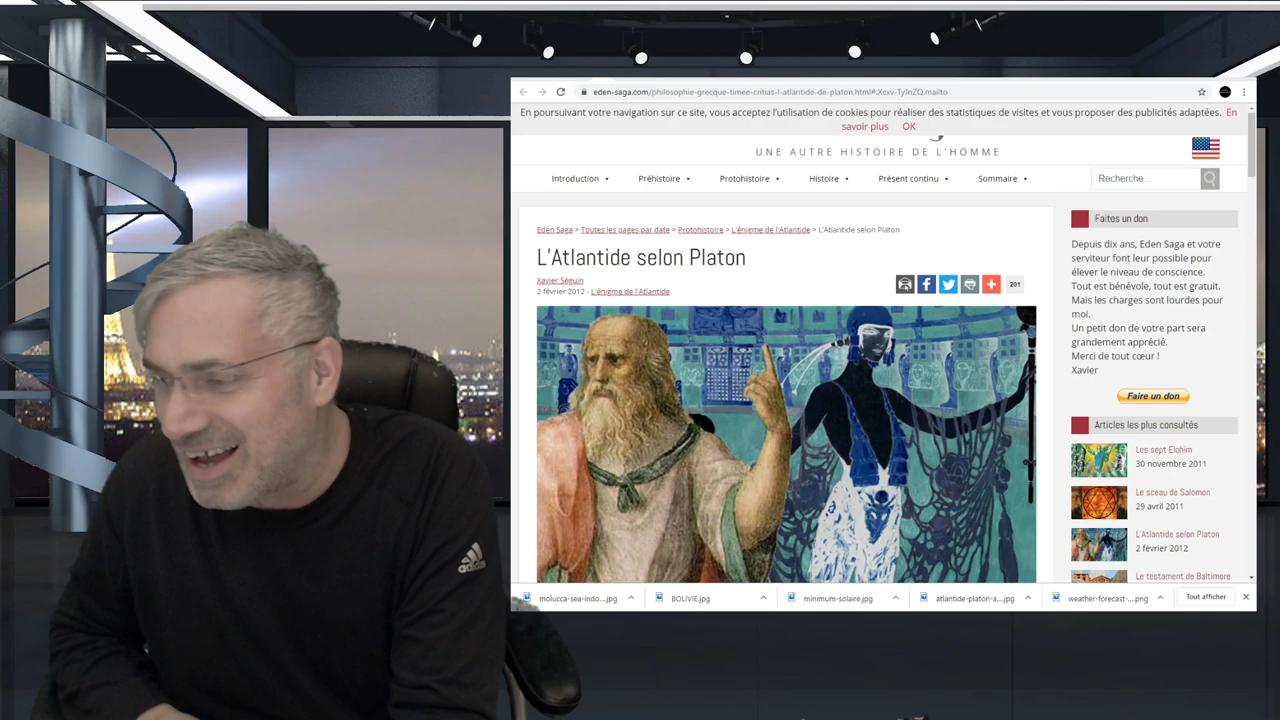 eden-saga.com/philosophie-grecque-timee-critias-l-atlantide-de-platon.html#.Xcxv-TyJnZQ.mailto
En poursuivant votre navigation sur ce site, vous acceptez l'utilisation de cookies pour réaliser des statistiques de visites et vous proposer des publicités adaptées. En
savoir plus OK
UNE AUTRE HISTOIRE DE L'HOMME
Introduction Préhistoire Protohistoire Histoire Présent continu Sommaire Recherche...
Eden Saga > Toutes les pages par date > Protohistoire > L'énigme de l'Atlantide > L'Atlantide selon Platon
L'Atlantide selon Platon
Xavier Séguin
2 février 2012 - L'énigme de l'Atlantide
201
Faites un don
Depuis dix ans, Eden Saga et votre
serviteur font leur possible pour
élever le niveau de conscience.
Tout est bénévole, tout est gratuit.
Mais les charges sont lourdes pour
moi.
Un petit don de votre part sera
grandement apprécié.
Merci de tout cœur !
Xavier
Faire un don
Articles les plus consultés
Les sept Elohim
30 novembre 2011
Le sceau de Salomon
29 avril 2011
L'Atlantide selon Platon
2 février 2012
Le testament de Baltimore
adidas
molucca-sea-indo....jpg BOLIVIE.jpg minimum-solaire.jpg atlantide-platon-a....jpg weather-forecast-....png Tout afficher